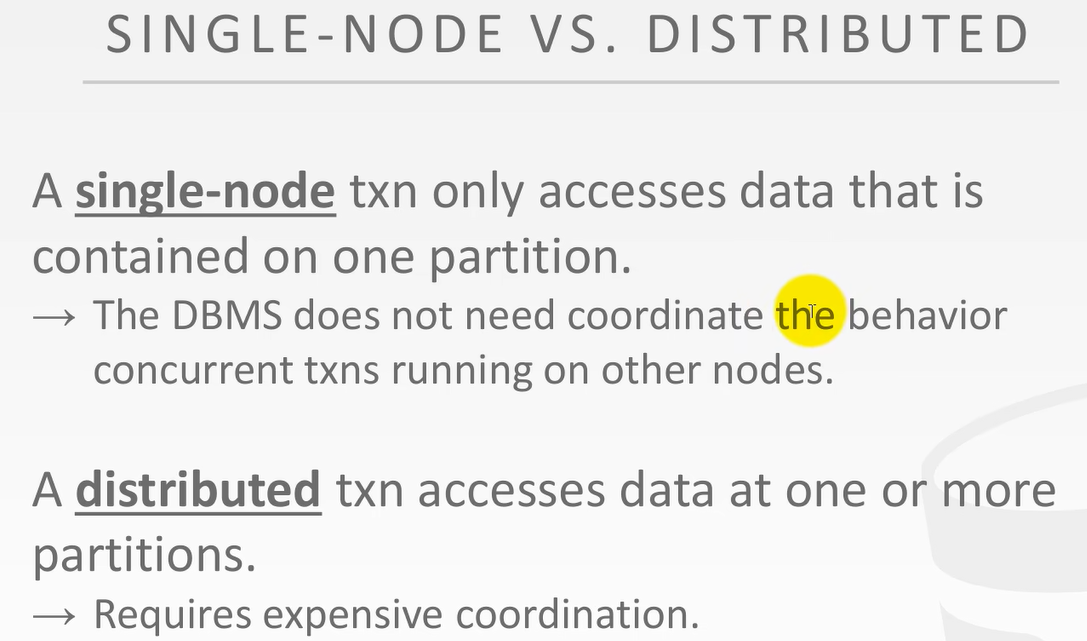 SINGLE-NODE VS. DISTRIBUTED
A single-node txn only accesses data that is
contained on one partition.
→ The DBMS does not need coordinate the behavior
concurrent txns running on other nodes.
A distributed txn accesses data at one or more
partitions.
→ Requires expensive coordination.